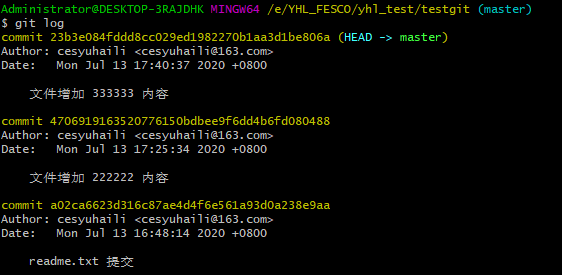 Administrator@DESKTOP-3RAJDHK MINGW64 /e/YHL_FESCO/yhl_test/testgit (master)
$ git log
commit 23b3e084fddd8cc029ed1982270b1aa3d1be806a (HEAD -> master)
Author: cesyuhaili <cesyuhaili@163.com>
Date:   Mon Jul 13 17:40:37 2020 +0800
文件增加 333333 内容
commit 4706919163520776150bdbee9f6dd4b6fd080488
Author: cesyuhaili <cesyuhaili@163.com>
Date:   Mon Jul 13 17:25:34 2020 +0800
文件增加 222222 内容
commit a02ca6623d316c87ae4d4f6e561a93d0a238e9aa
Author: cesyuhaili <cesyuhaili@163.com>
Date:   Mon Jul 13 16:48:14 2020 +0800
readme.txt 提交